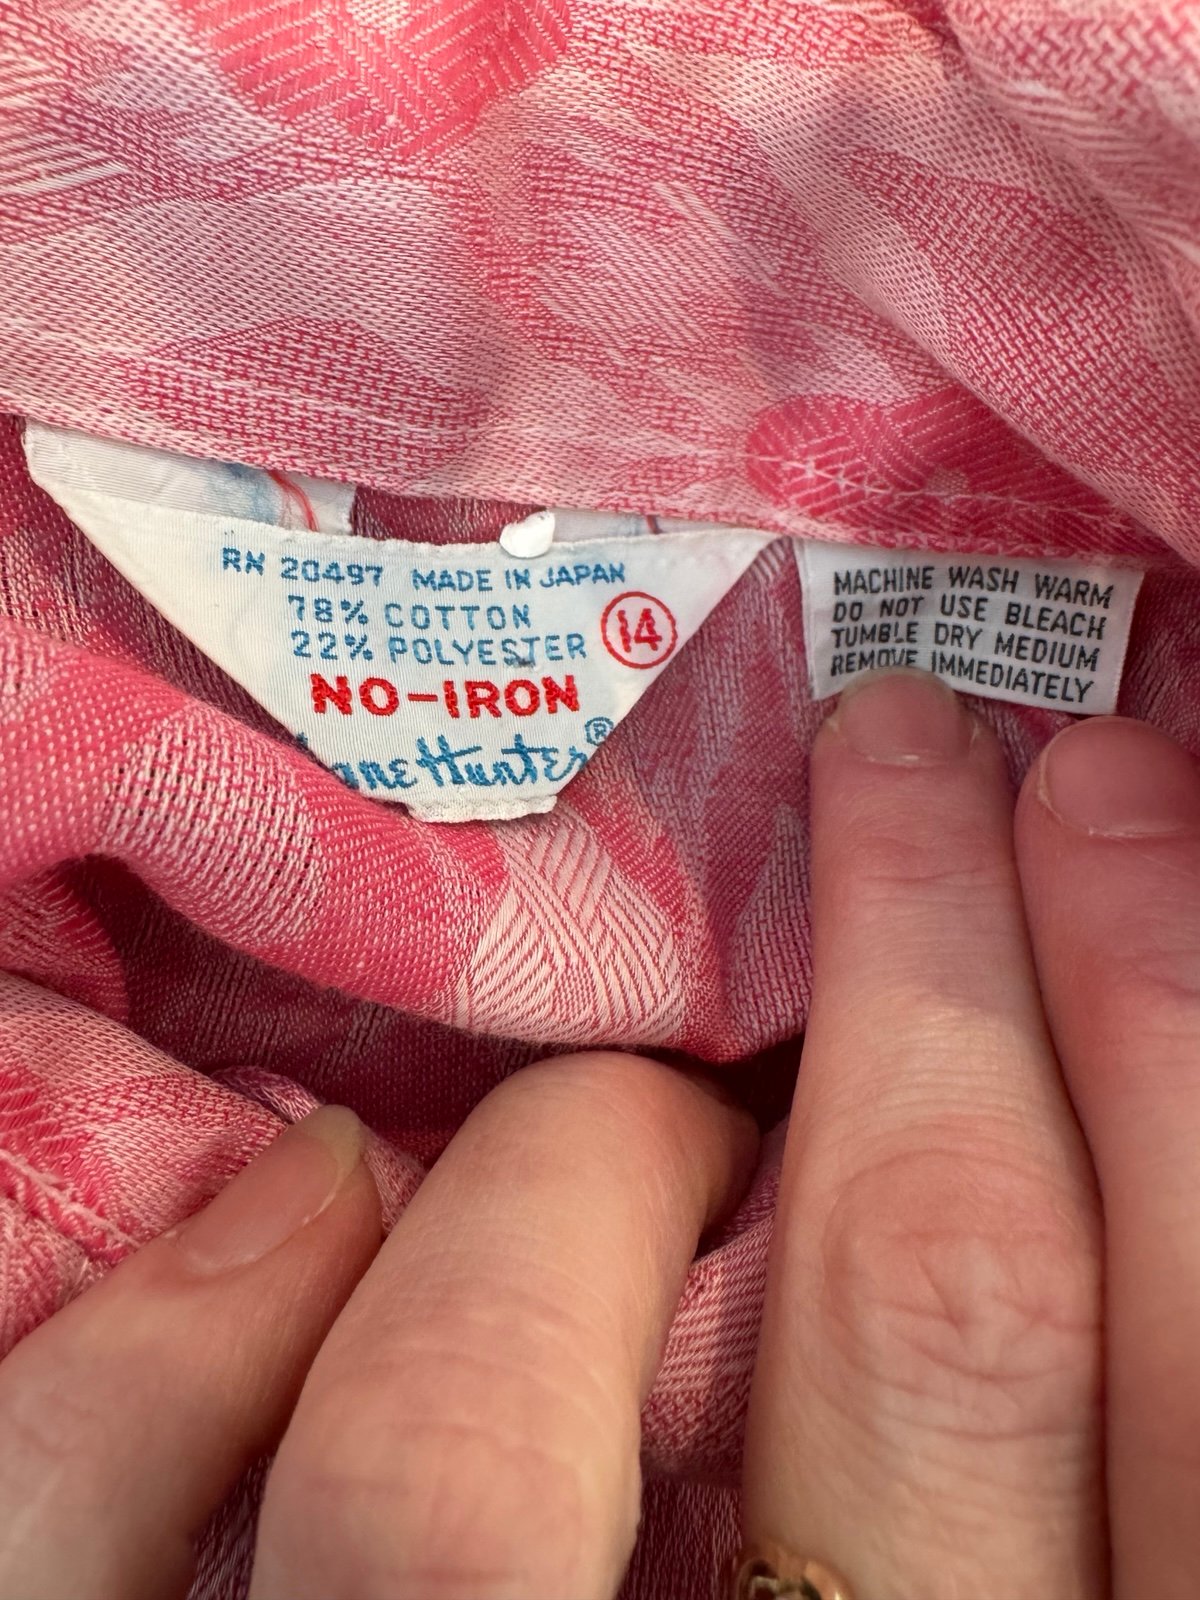 RN 20497 MADE IN JAPAN
78% COTTON
22% POLYESTER
14
NO-IRON
Hunter®
MACHINE WASH WARM
DO NOT USE BLEACH
TUMBLE DRY MEDIUM
REMOVE IMMEDIATELY